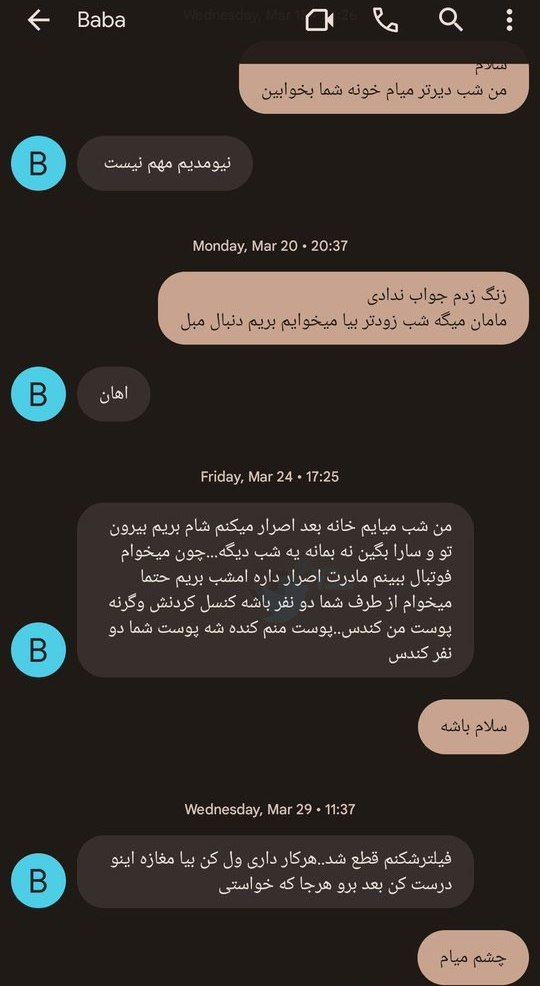 Baba
سلام
من شب دیرتر میام خونه شما بخوابین
B
نیومدیم مهم نیست
Monday, Mar 20 • 20:37
زنگ زدم جواب ندادی
مامان میگه شب زودتر بیا میخوایم بریم دنبال مبل
B
اهان
Friday, Mar 24 • 17:25
من شب میایم خانه بعد اصرار میکنم شام بریم بیرون
تو و سارا بگین نه بمانه یه شب دیگه...چون میخوام
فوتبال ببینم مادرت اصرار داره امشب بریم حتما
میخوام از طرف شما دو نفر باشه کنسل کردنش وگرنه
پوست من کندس..پوست منم کنده شه پوست شما دو
نفر کندس
B
سلام باشه
Wednesday, Mar 29 • 11:37
فیلترشکنم قطع شد..هرکار داری ول کن بیا مغازه اینو
درست کن بعد برو هرجا که خواستی
B
چشم میام